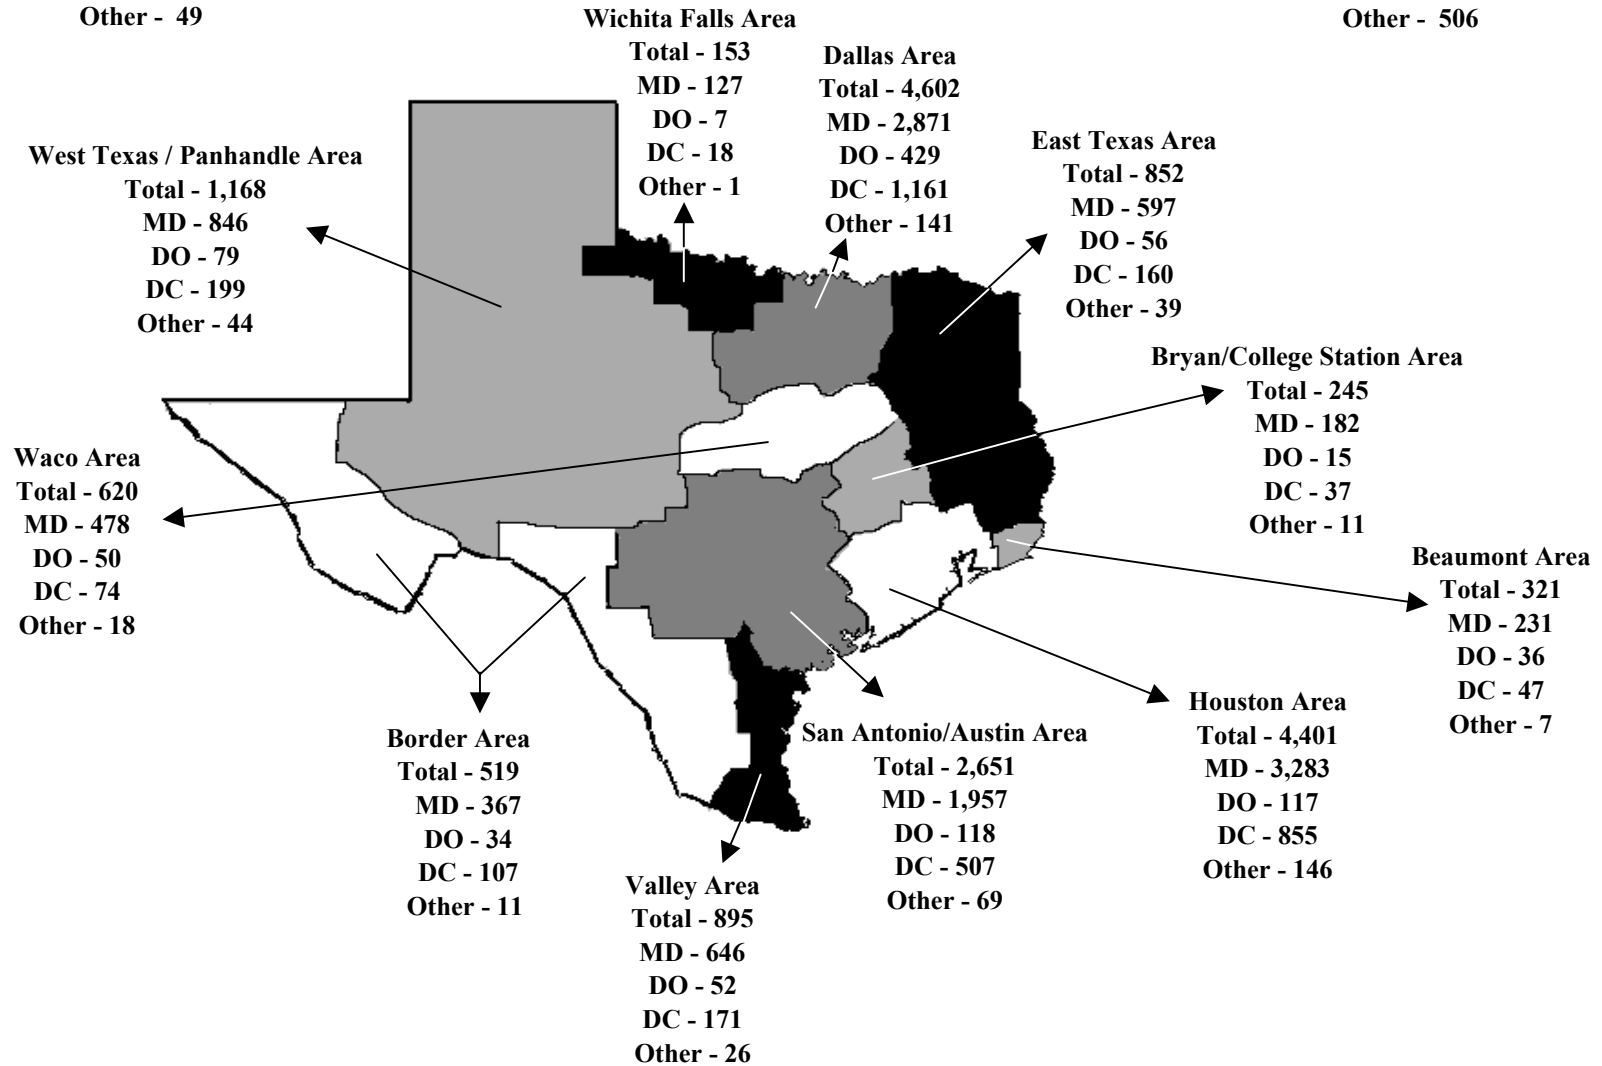 Other - 49
Other - 506
Wichita Falls Area
Total - 153
MD - 127
DO - 7
DC - 18
Other - 1
Dallas Area
Total - 4,602
MD - 2,871
DO - 429
DC - 1,161
Other - 141
East Texas Area
Total - 852
MD - 597
DO - 56
DC - 160
Other - 39
West Texas / Panhandle Area
Total - 1,168
MD - 846
DO - 79
DC - 199
Other - 44
Bryan/College Station Area
Total - 245
MD - 182
DO - 15
DC - 37
Other - 11
Waco Area
Total - 620
MD - 478
DO - 50
DC - 74
Other - 18
Beaumont Area
Total - 321
MD - 231
DO - 36
DC - 47
Other - 7
Houston Area
Total - 4,401
MD - 3,283
DO - 117
DC - 855
Other - 146
San Antonio/Austin Area
Total - 2,651
MD - 1,957
DO - 118
DC - 507
Other - 69
Border Area
Total - 519
MD - 367
DO - 34
DC - 107
Other - 11
Valley Area
Total - 895
MD - 646
DO - 52
DC - 171
Other - 26